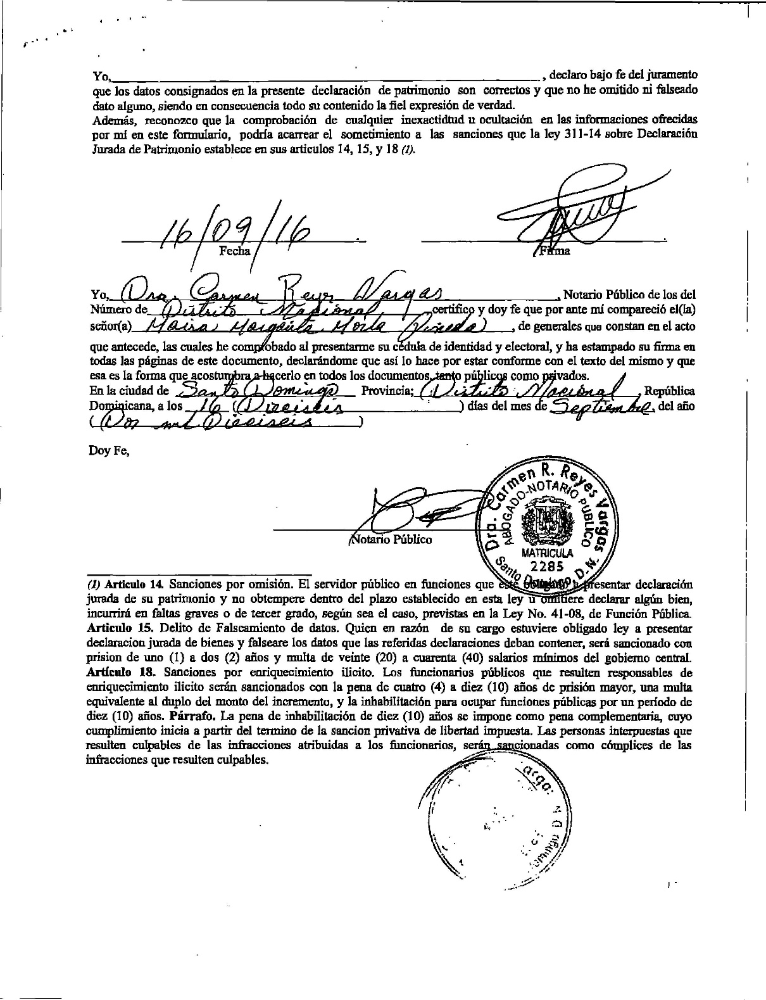 Yo,____, declaro bajo fe del juramento
que los datos consignados en la presente declaración de patrimonio son correctos y que no he omitido ni falseado
dato alguno, siendo en consecuencia todo su contenido la fiel expresión de verdad.
Además, reconozco que la comprobación de cualquier inexactidtud u ocultación en las informaciones ofrecidas
por mí en este formulario, podría acarrear el sometimiento a las sanciones que la ley 311-14 sobre Declaración
Jurada de Patrimonio establece en sus articulos 14, 15, y 18 (1).
16/09/16
Fecha Firma
Yo, Dra. Carmen Reyes Vargas, Notario Público de los del
Número de Distrito Nacional, certifico y doy fe que por ante mí compareció el(la)
señor(a) Maira Margarita Morla Pineda, de generales que constan en el acto
que antecede, las cuales he comprobado al presentarme su cédula de identidad y electoral, y ha estampado su firma en
todas las páginas de este documento, declarándome que así lo hace por estar conforme con el texto del mismo y que
esa es la forma que acostumbra a hacerlo en todos los documentos, tanto públicos como privados.
En la ciudad de Santo Domingo Provincia; Distrito Nacional, República
Dominicana, a los 16 (Dieciseis) días del mes de Septiembre, del año
(Dos mil Dieciseis)
Doy Fe,
Dra. Carmen R. Reyes Vargas
ABOGADO-NOTARIO PUBLICO
MATRICULA
2285
Santo Domingo, D.N.
Notario Público
(1) Articulo 14. Sanciones por omisión. El servidor público en funciones que esté obligado a presentar declaración
jurada de su patrimonio y no obtempere dentro del plazo establecido en esta ley u omitiere declarar algún bien,
incurrirá en faltas graves o de tercer grado, según sea el caso, previstas en la Ley No. 41-08, de Función Pública.
Articulo 15. Delito de Falseamiento de datos. Quien en razón de su cargo estuviere obligado ley a presentar
declaracion jurada de bienes y falseare los datos que las referidas declaraciones deban contener, será sancionado con
prision de uno (1) a dos (2) años y multa de veinte (20) a cuarenta (40) salarios mínimos del gobierno central.
Artículo 18. Sanciones por enriquecimiento ilicito. Los funcionarios públicos que resulten responsables de
enriquecimiento ilicito serán sancionados con la pena de cuatro (4) a diez (10) años de prisión mayor, una multa
equivalente al duplo del monto del incremento, y la inhabilitación para ocupar funciones públicas por un período de
diez (10) años. Párrafo. La pena de inhabilitación de diez (10) años se impone como pena complementaria, cuyo
cumplimiento inicia a partir del termino de la sancion privativa de libertad impuesta. Las personas interpuestas que
resulten culpables de las infracciones atribuidas a los funcionarios, serán sancionadas como cómplices de las
infracciones que resulten culpables.